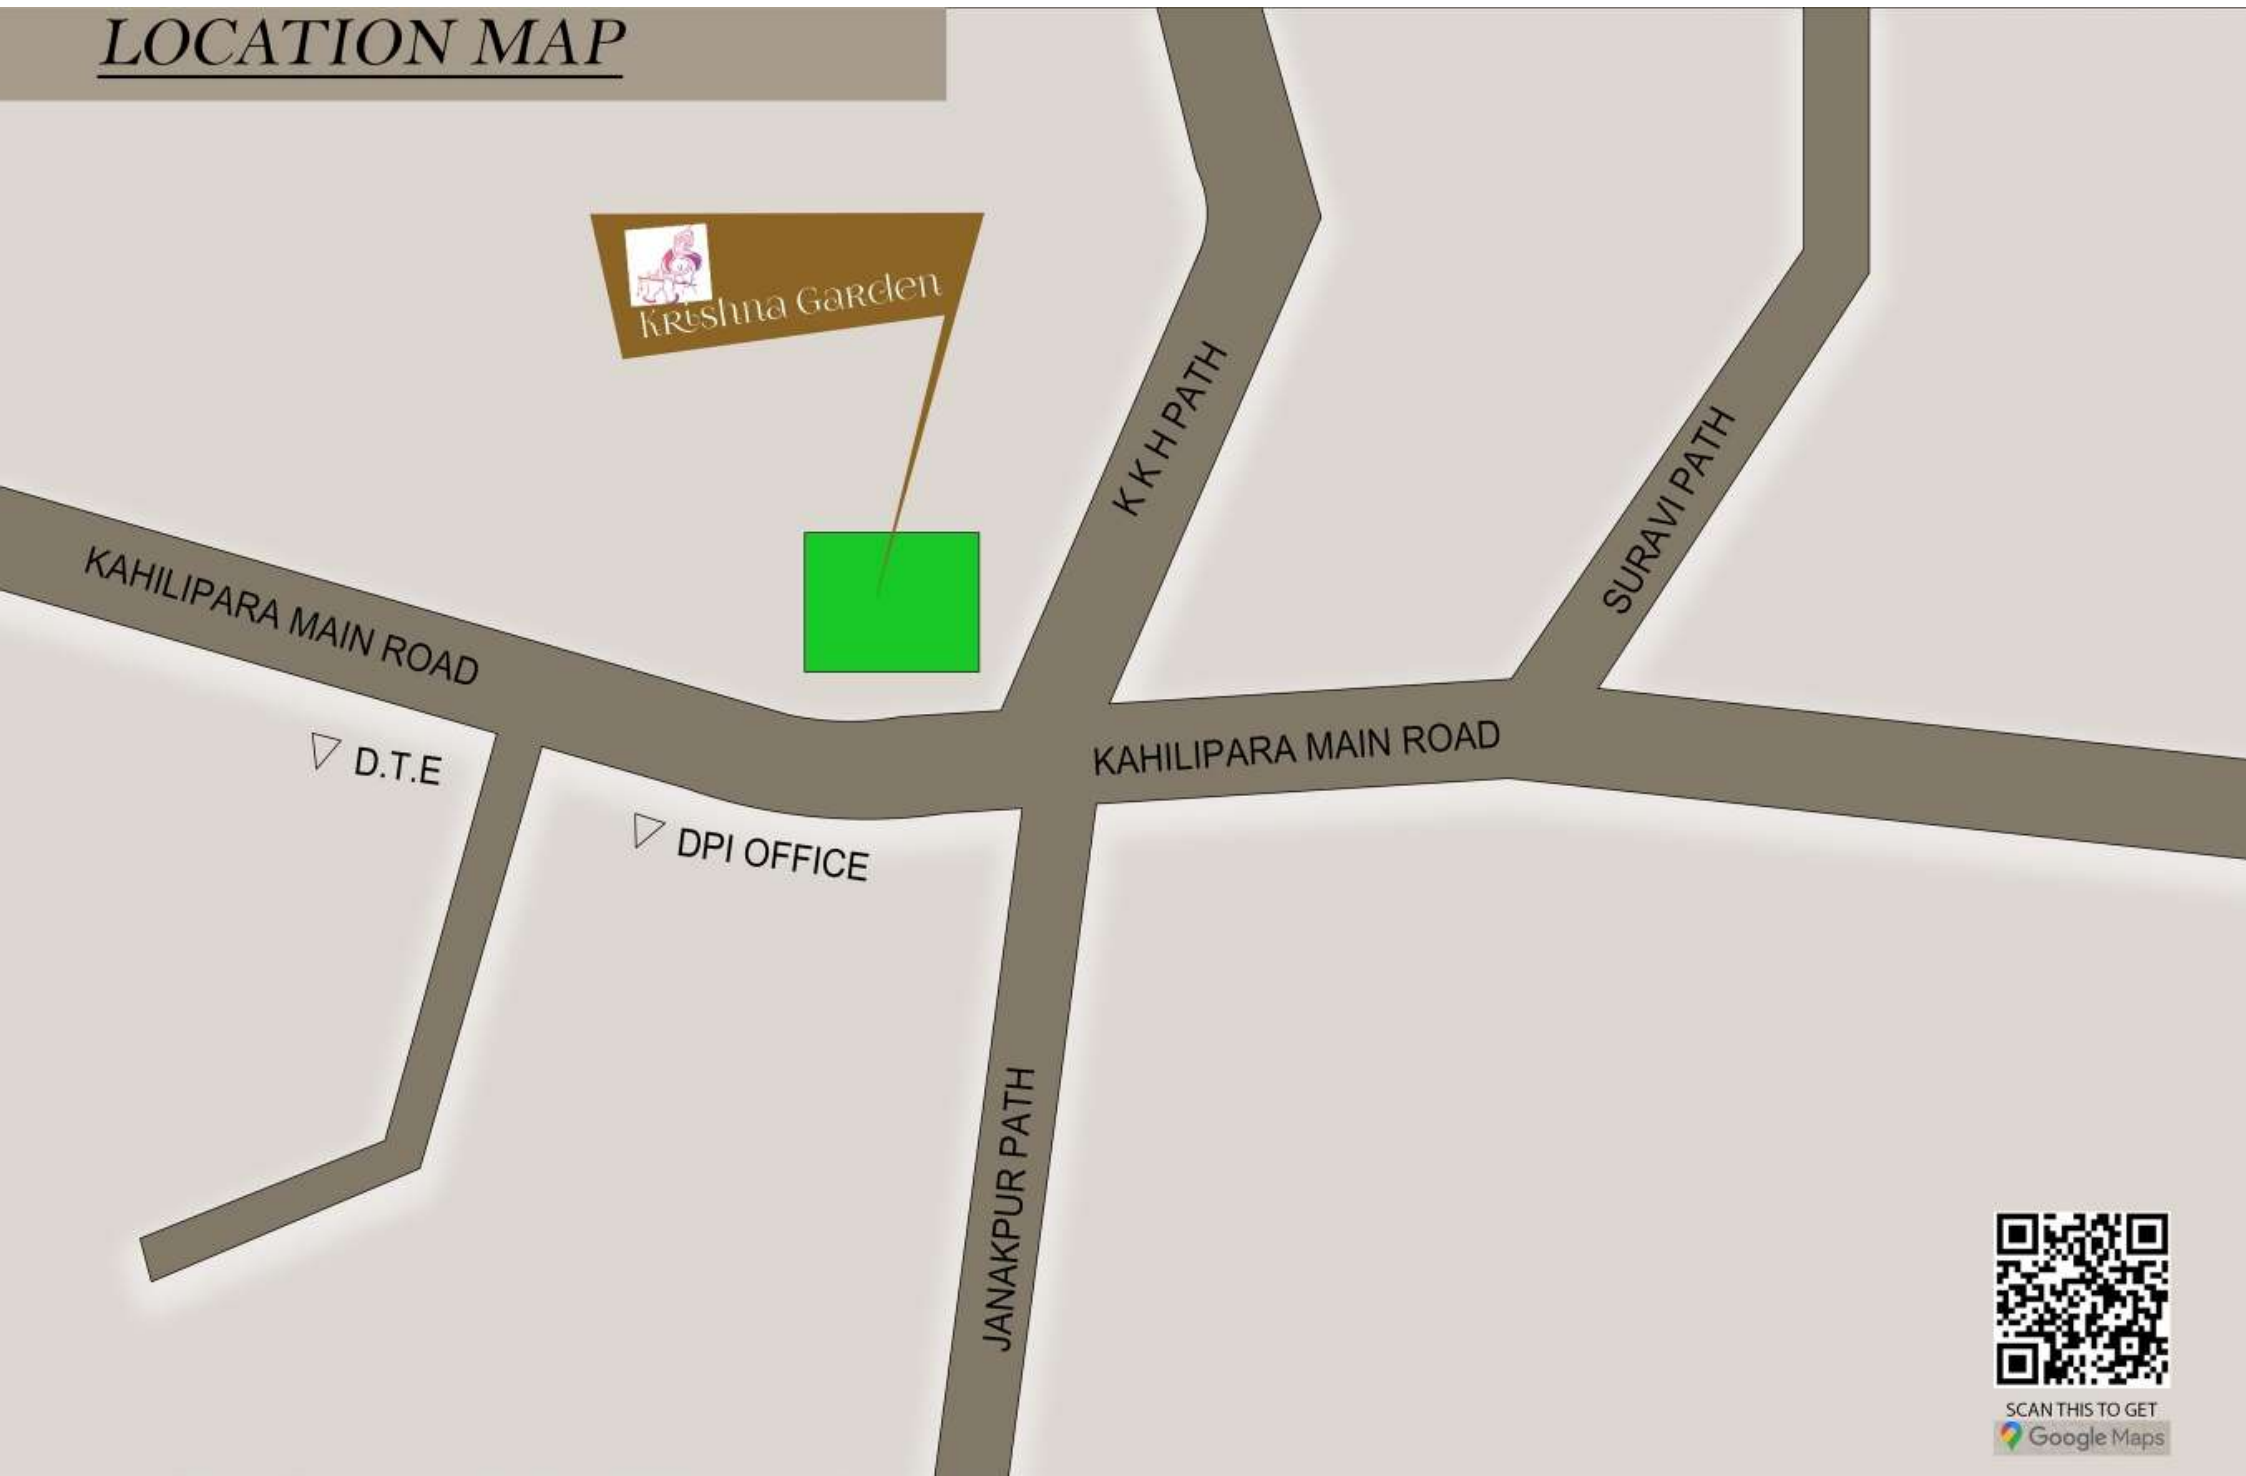 LOCATION MAP
Krishna Garden
K K H PATH
SURAVI PATH
KAHILIPARA MAIN ROAD
KAHILIPARA MAIN ROAD
D.T.E
DPI OFFICE
JANAKPUR PATH
SCAN THIS TO GET
Google Maps